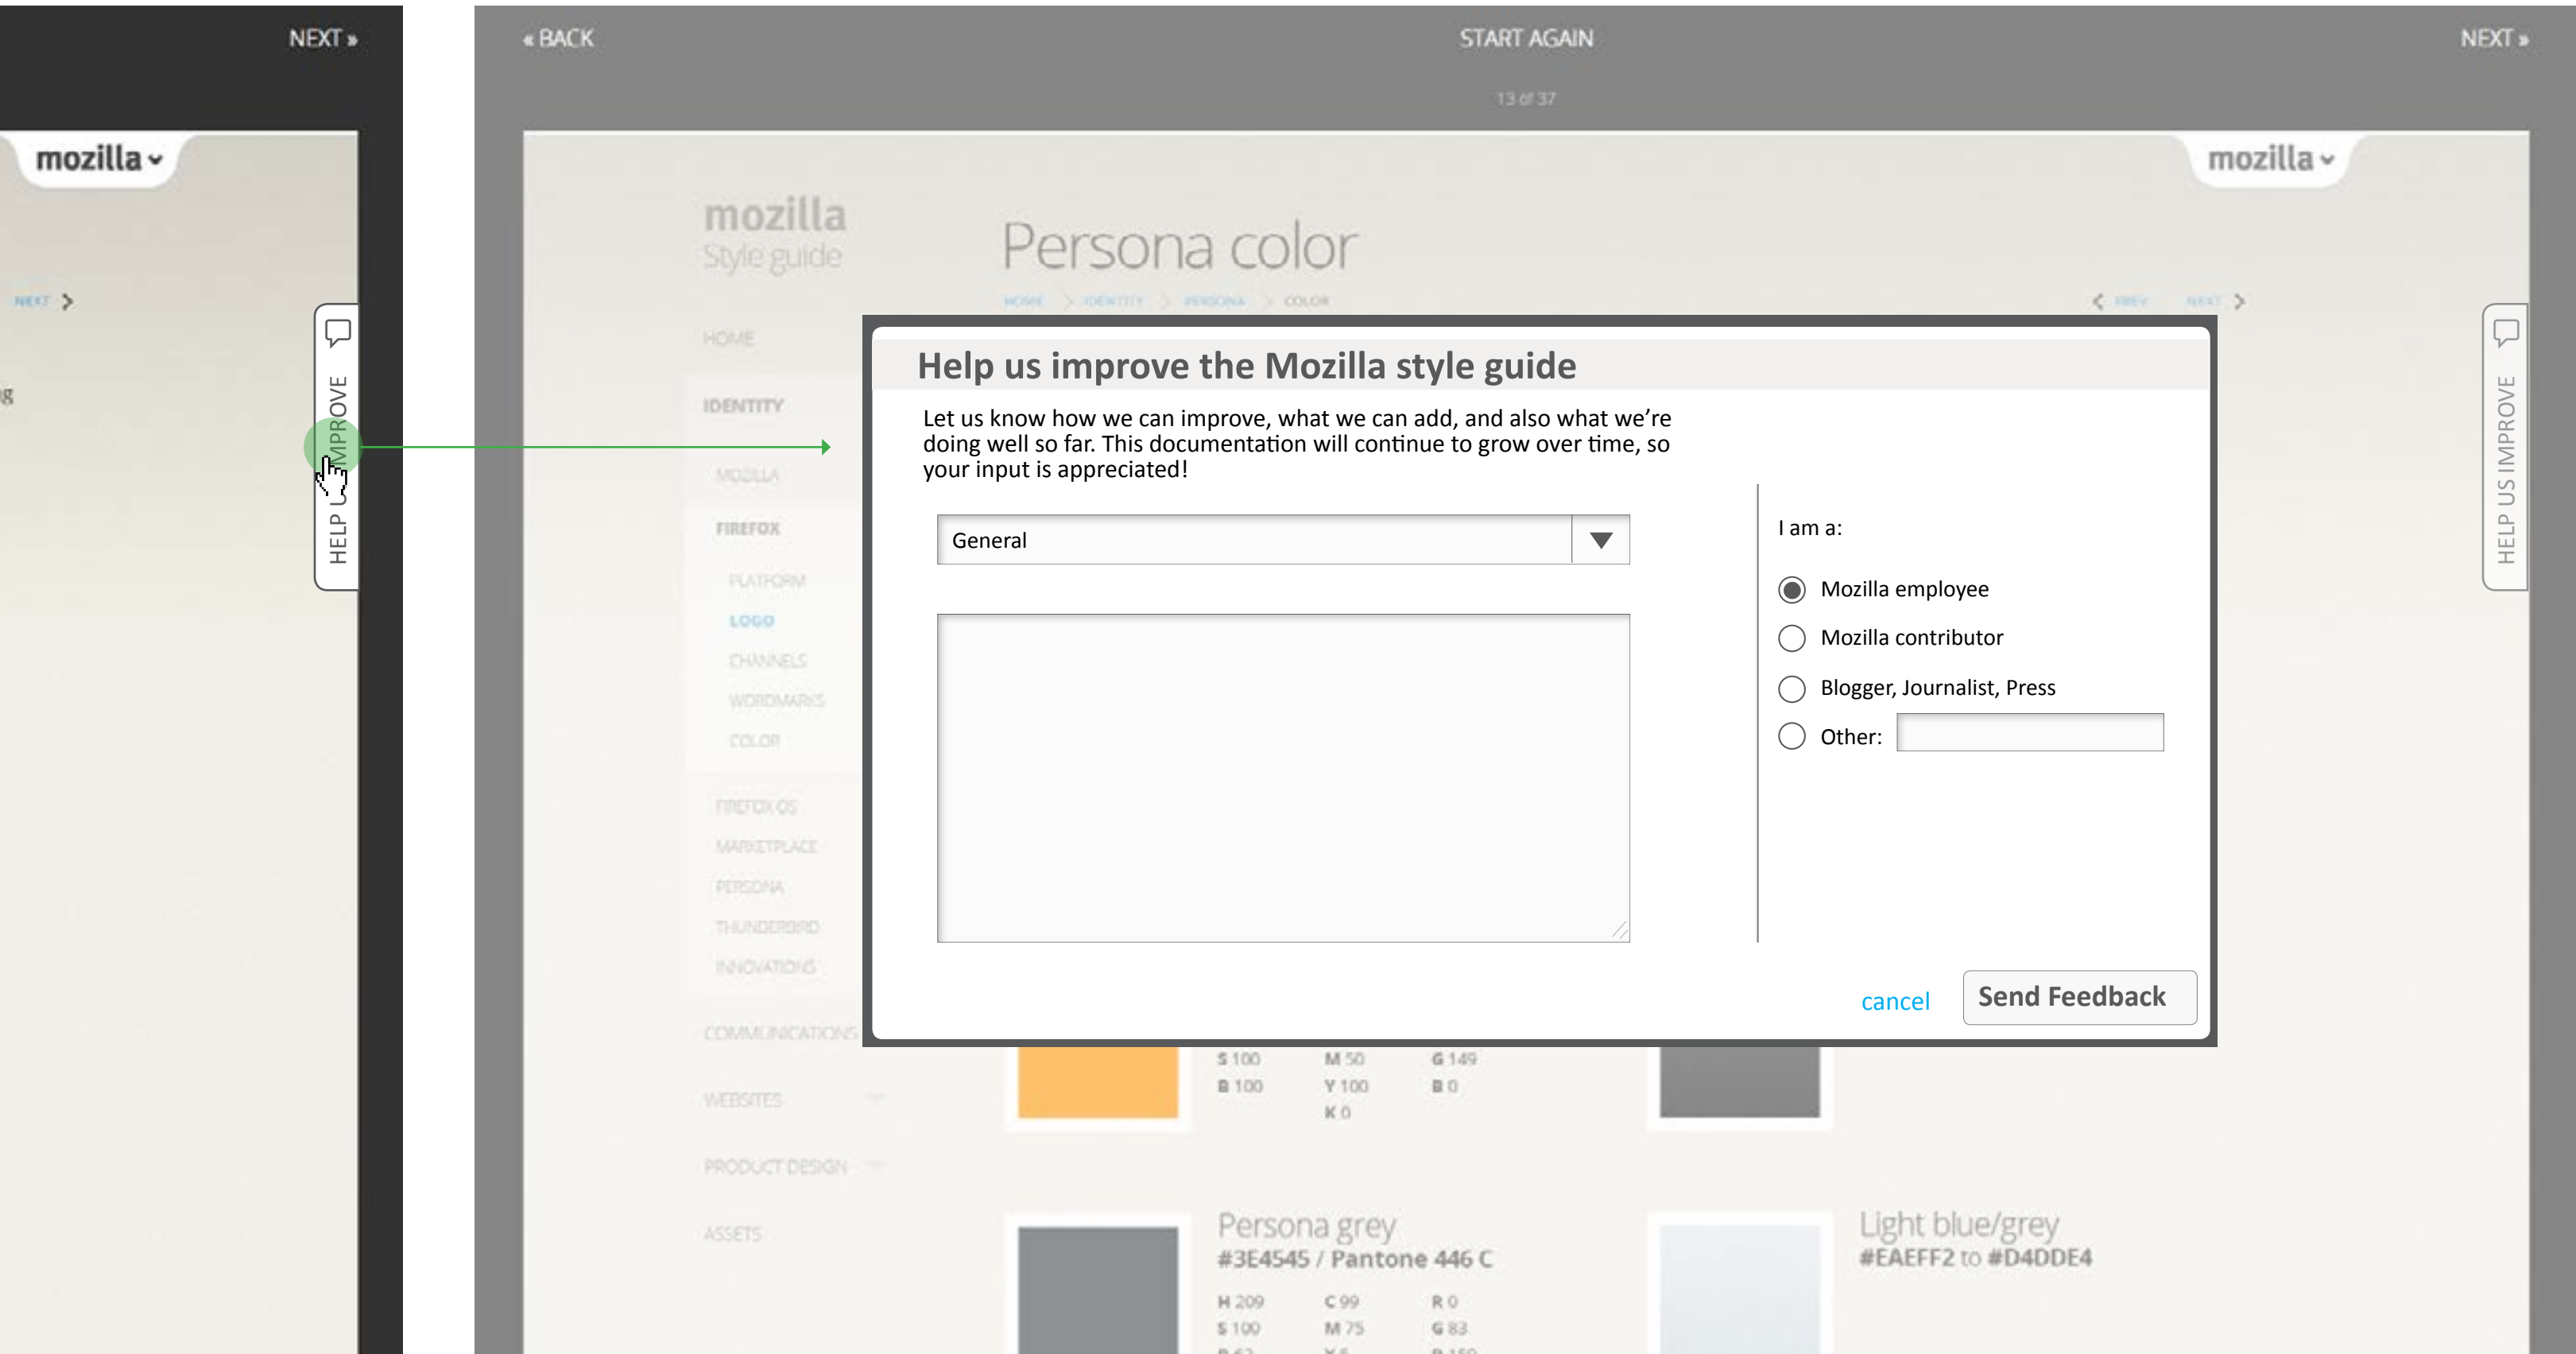 NEXT »
mozilla
NEXT
HELP U IMPROVE
« BACK
START AGAIN
NEXT »
13 of 37
mozilla
mozilla
Style guide
Persona color
HOME > IDENTITY > PERSONA > COLOR
PREV NEXT
HELP US IMPROVE
HOME
IDENTITY
MOZILLA
FIREFOX
PLATFORM
LOGO
CHANNELS
WORDMARKS
COLOR
FIREFOX OS
MARKETPLACE
PERSONA
THUNDERBIRD
INNOVATIONS
COMMUNICATIONS
WEBSITES
PRODUCT DESIGN
ASSETS
Help us improve the Mozilla style guide
Let us know how we can improve, what we can add, and also what we're
doing well so far. This documentation will continue to grow over time, so
your input is appreciated!
General
I am a:
Mozilla employee
Mozilla contributor
Blogger, Journalist, Press
Other:
cancel
Send Feedback
S 100 M 50 G 149
B 100 Y 100 B 0
K 0
Persona grey
#3E4545 / Pantone 446 C
H 209 C 99 R 0
S 100 M 75 G 83
Light blue/grey
#EAEFF2 to #D4DDE4